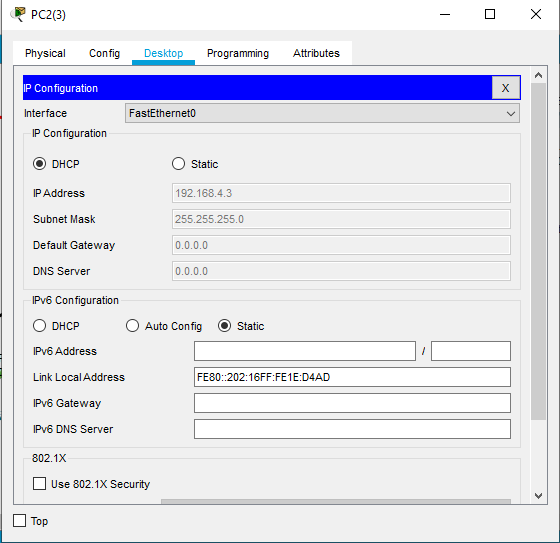 PC2(3)
Physical Config Desktop Programming Attributes
IP Configuration X
Interface FastEthernet0
IP Configuration
DHCP Static
IP Address 192.168.4.3
Subnet Mask 255.255.255.0
Default Gateway 0.0.0.0
DNS Server 0.0.0.0
IPv6 Configuration
DHCP Auto Config Static
IPv6 Address /
Link Local Address FE80::202:16FF:FE1E:D4AD
IPv6 Gateway
IPv6 DNS Server
802.1X
Use 802.1X Security
Top